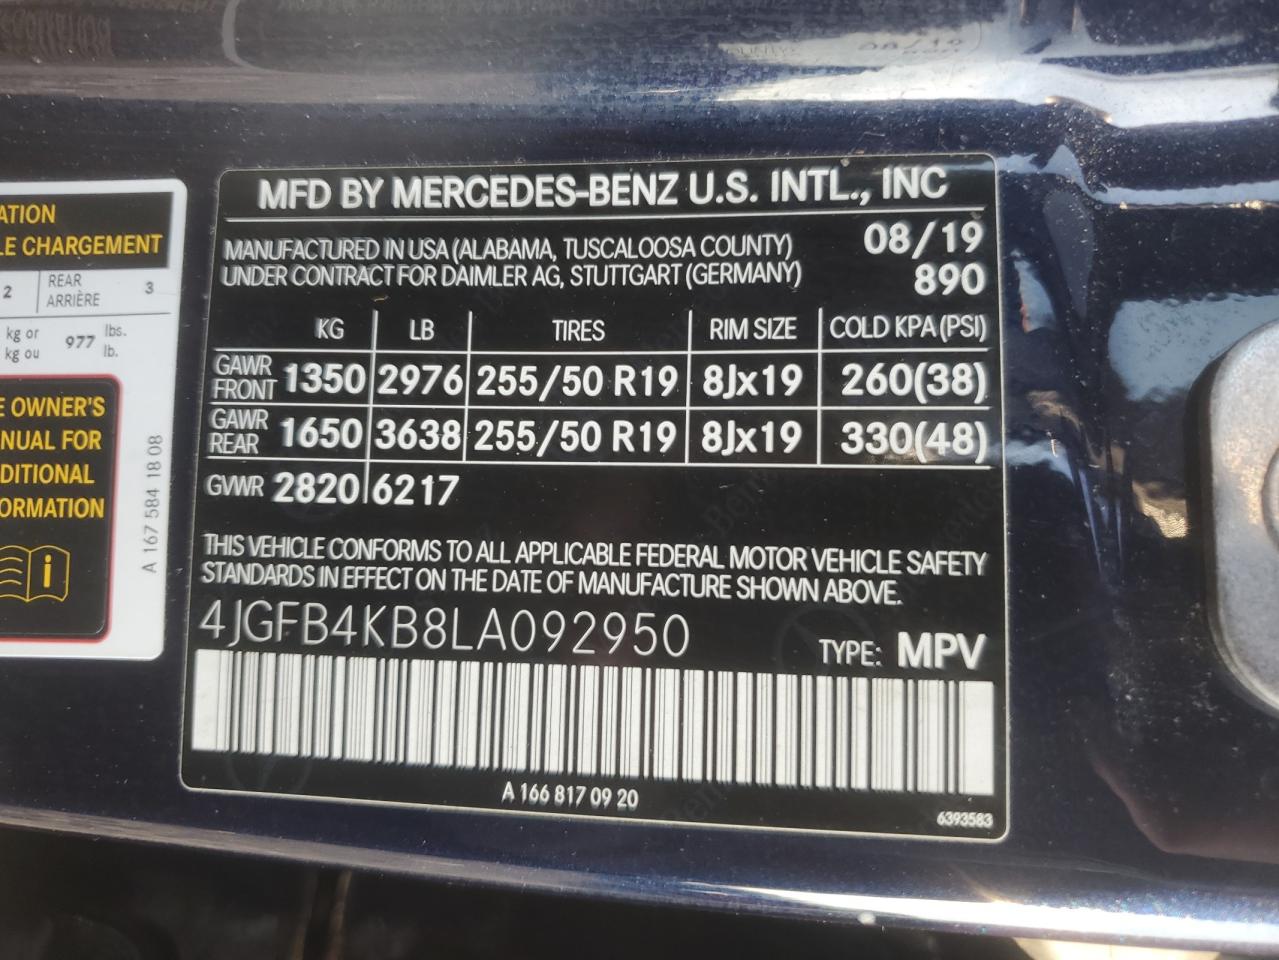 ATION
LE CHARGEMENT
2 REAR ARRIÈRE 3
kg or
kg ou 977 lbs.
lb.
E OWNER'S
NUAL FOR
DITIONAL
ORMATION
i
A 167 584 18 08
MFD BY MERCEDES-BENZ U.S. INTL., INC
MANUFACTURED IN USA (ALABAMA, TUSCALOOSA COUNTY) 08/19
UNDER CONTRACT FOR DAIMLER AG, STUTTGART (GERMANY) 890
KG LB TIRES RIM SIZE COLD KPA (PSI)
GAWR FRONT 1350 2976 255/50 R19 8Jx19 260(38)
GAWR REAR 1650 3638 255/50 R19 8Jx19 330(48)
GVWR 2820 6217
THIS VEHICLE CONFORMS TO ALL APPLICABLE FEDERAL MOTOR VEHICLE SAFETY
STANDARDS IN EFFECT ON THE DATE OF MANUFACTURE SHOWN ABOVE.
4JGFB4KB8LA092950
TYPE: MPV
A 166 817 09 20
6393583